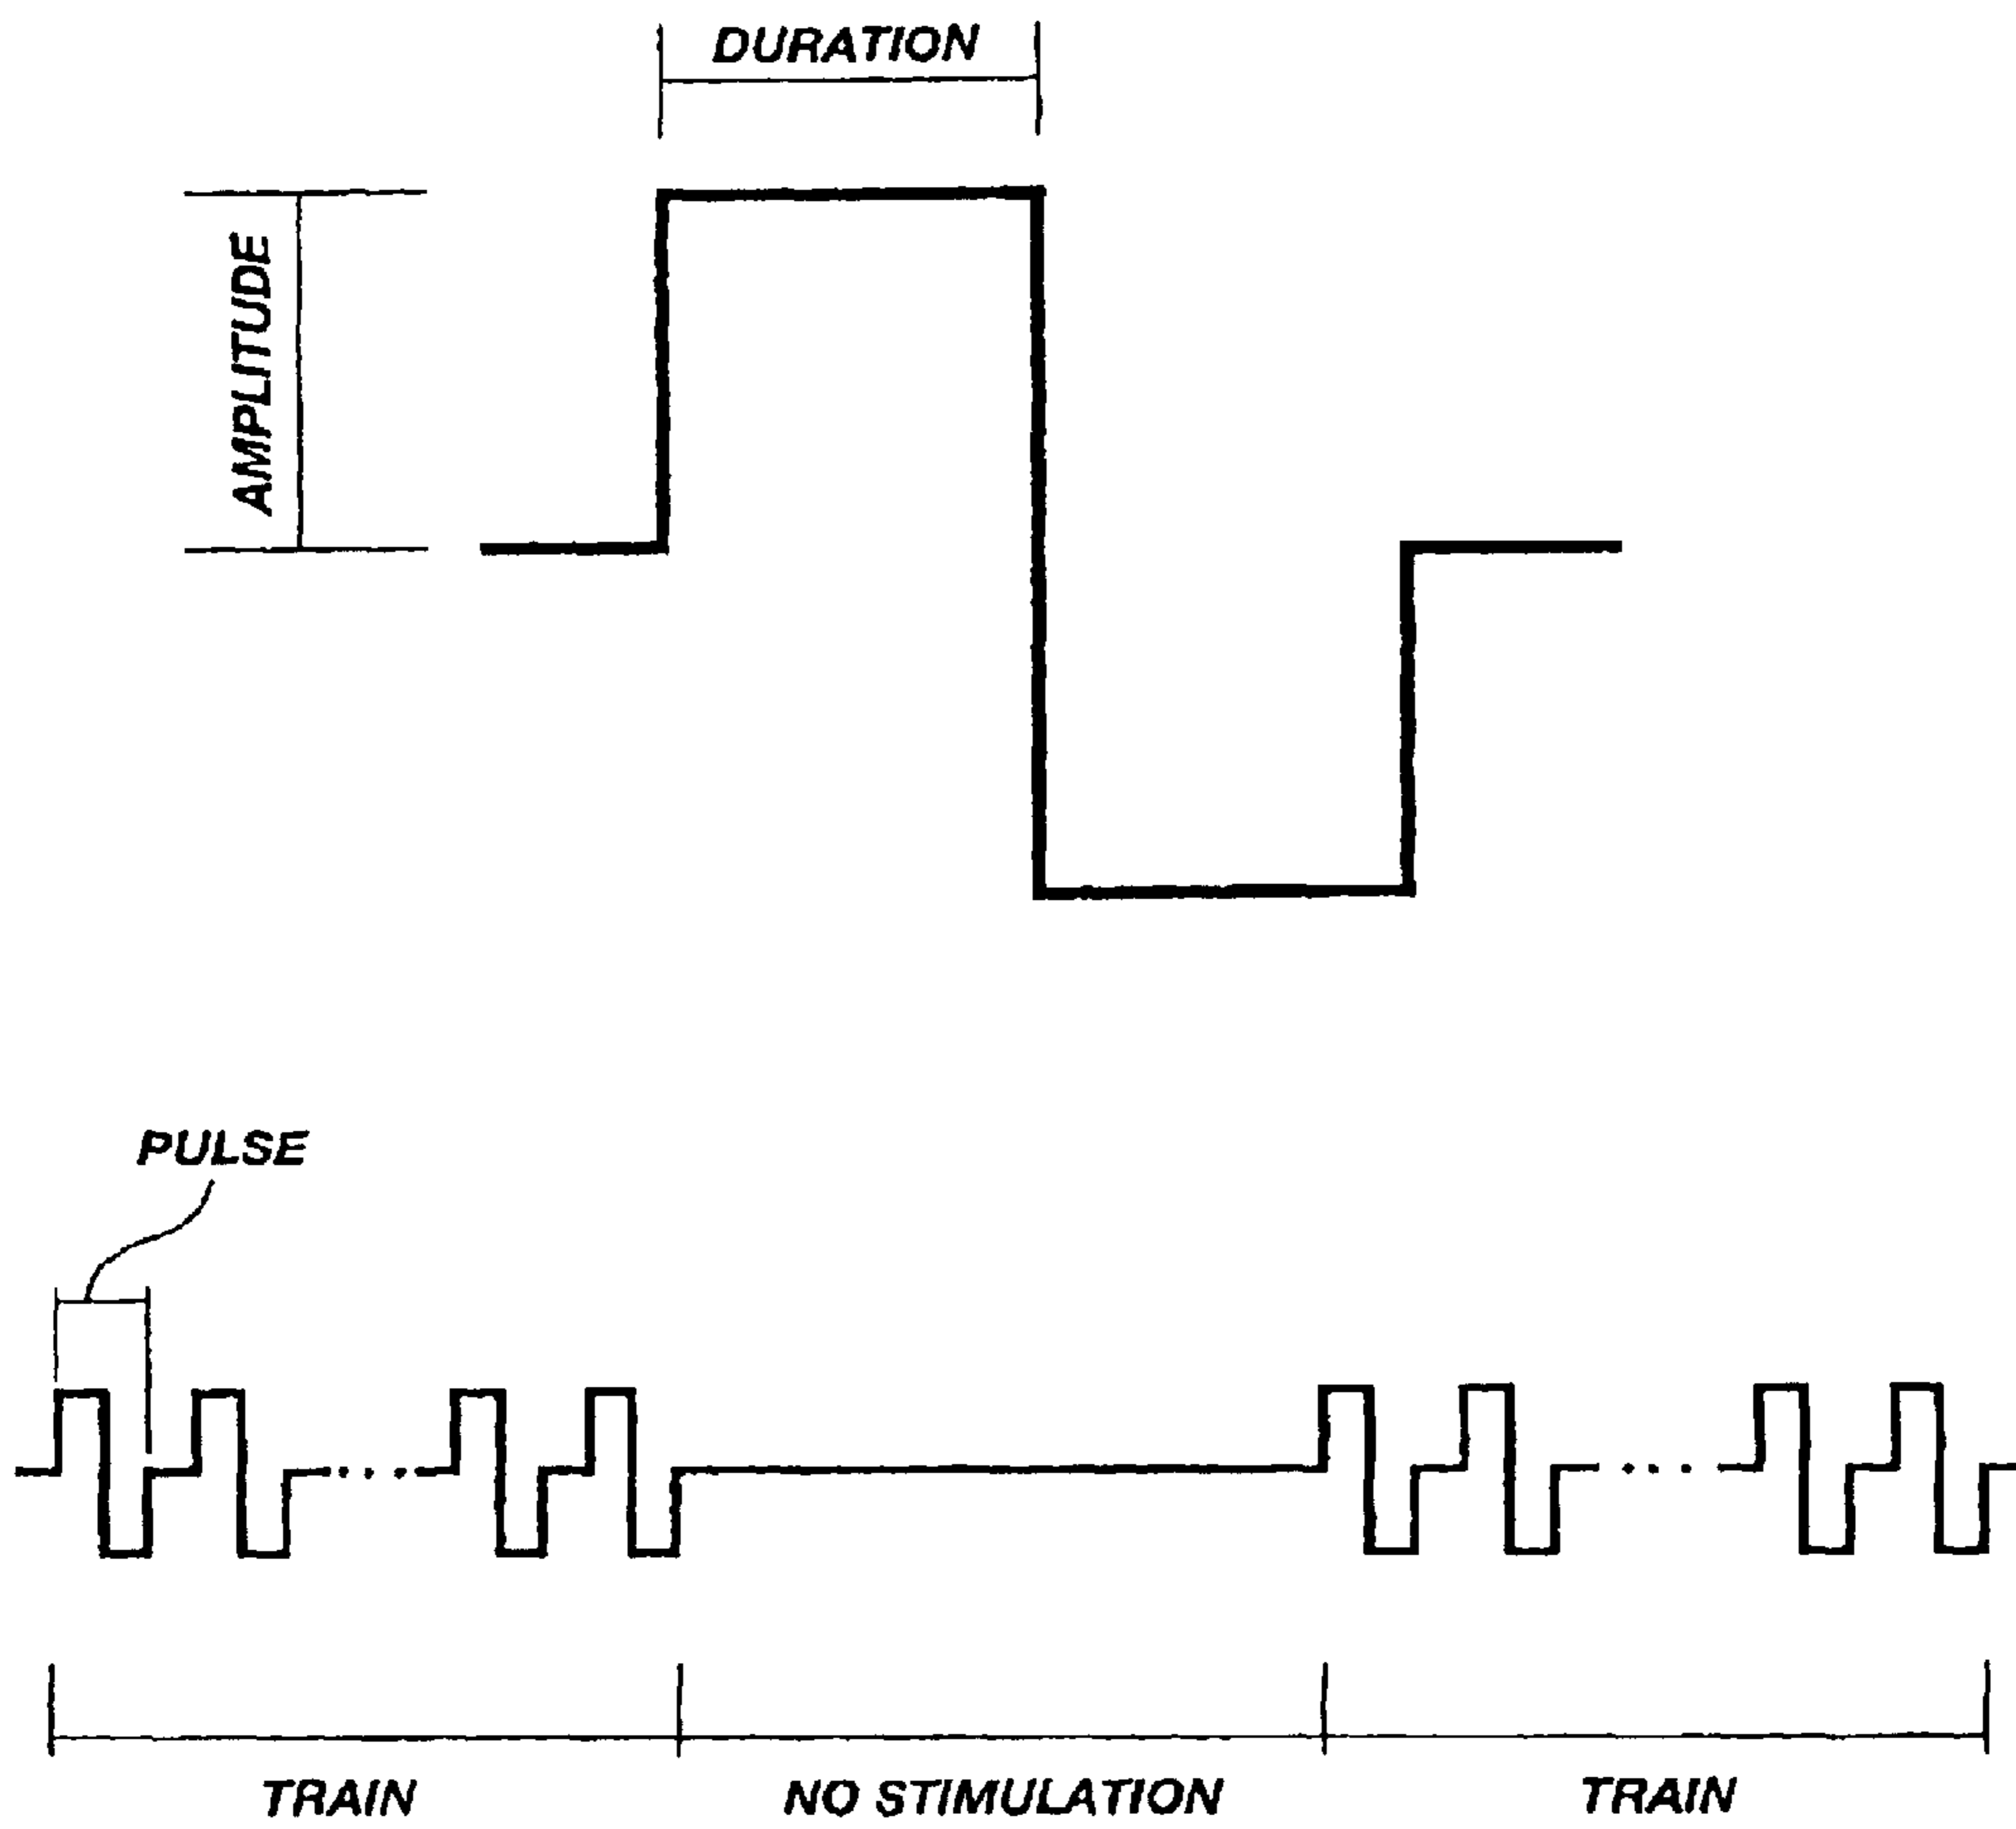 DURATION
AMPLITUDE
PULSE
TRAIN
NO STIMULATION
TRAIN